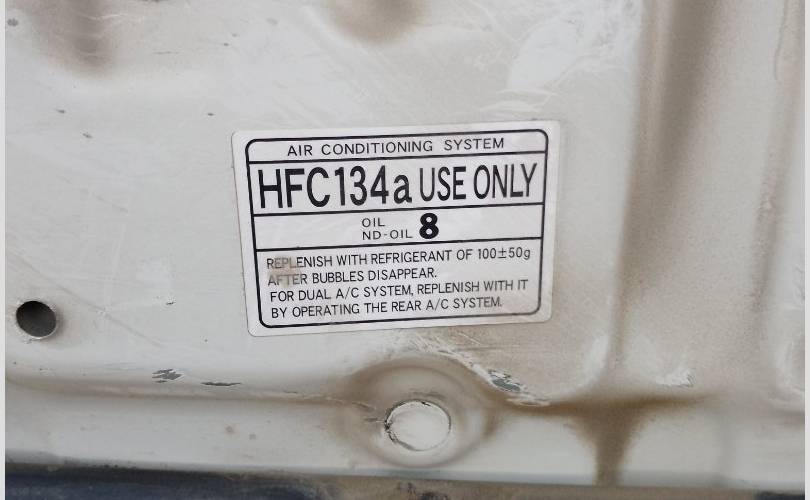 AIR CONDITIONING SYSTEM
HFC134a USE ONLY
OIL
ND-OIL 8
REPLENISH WITH REFRIGERANT OF 100±50g
AFTER BUBBLES DISAPPEAR.
FOR DUAL A/C SYSTEM, REPLENISH WITH IT
BY OPERATING THE REAR A/C SYSTEM.